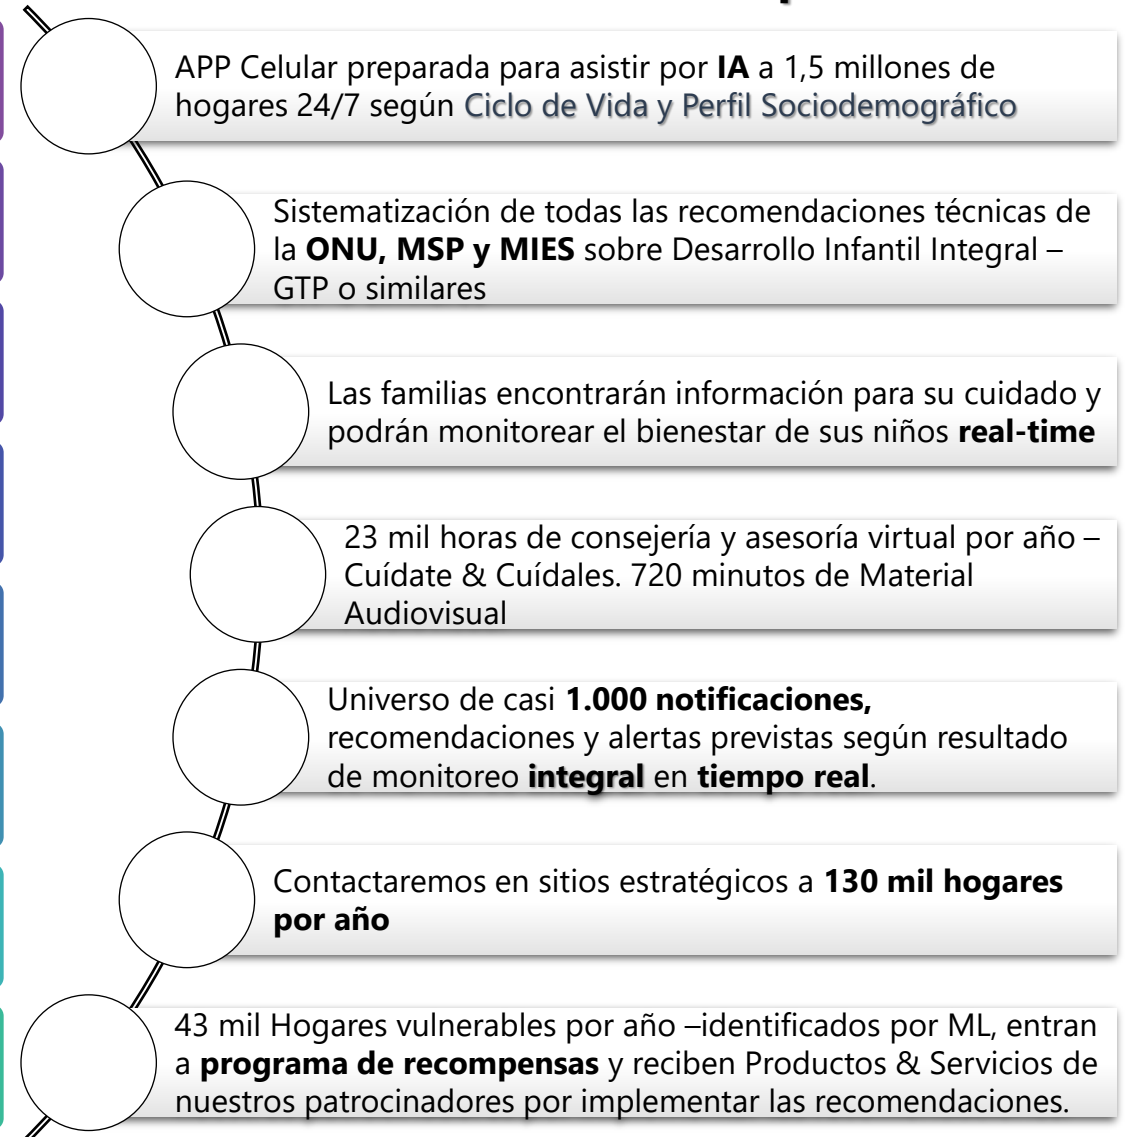 APP Celular preparada para asistir por IA a 1,5 millones de
hogares 24/7 según Ciclo de Vida y Perfil Sociodemográfico
Sistematización de todas las recomendaciones técnicas de
la ONU, MSP y MIES sobre Desarrollo Infantil Integral –
GTP o similares
Las familias encontrarán información para su cuidado y
podrán monitorear el bienestar de sus niños real-time
23 mil horas de consejería y asesoría virtual por año –
Cuídate & Cuídales. 720 minutos de Material
Audiovisual
Universo de casi 1.000 notificaciones,
recomendaciones y alertas previstas según resultado
de monitoreo integral en tiempo real.
Contactaremos en sitios estratégicos a 130 mil hogares
por año
43 mil Hogares vulnerables por año –identificados por ML, entran
a programa de recompensas y reciben Productos & Servicios de
nuestros patrocinadores por implementar las recomendaciones.